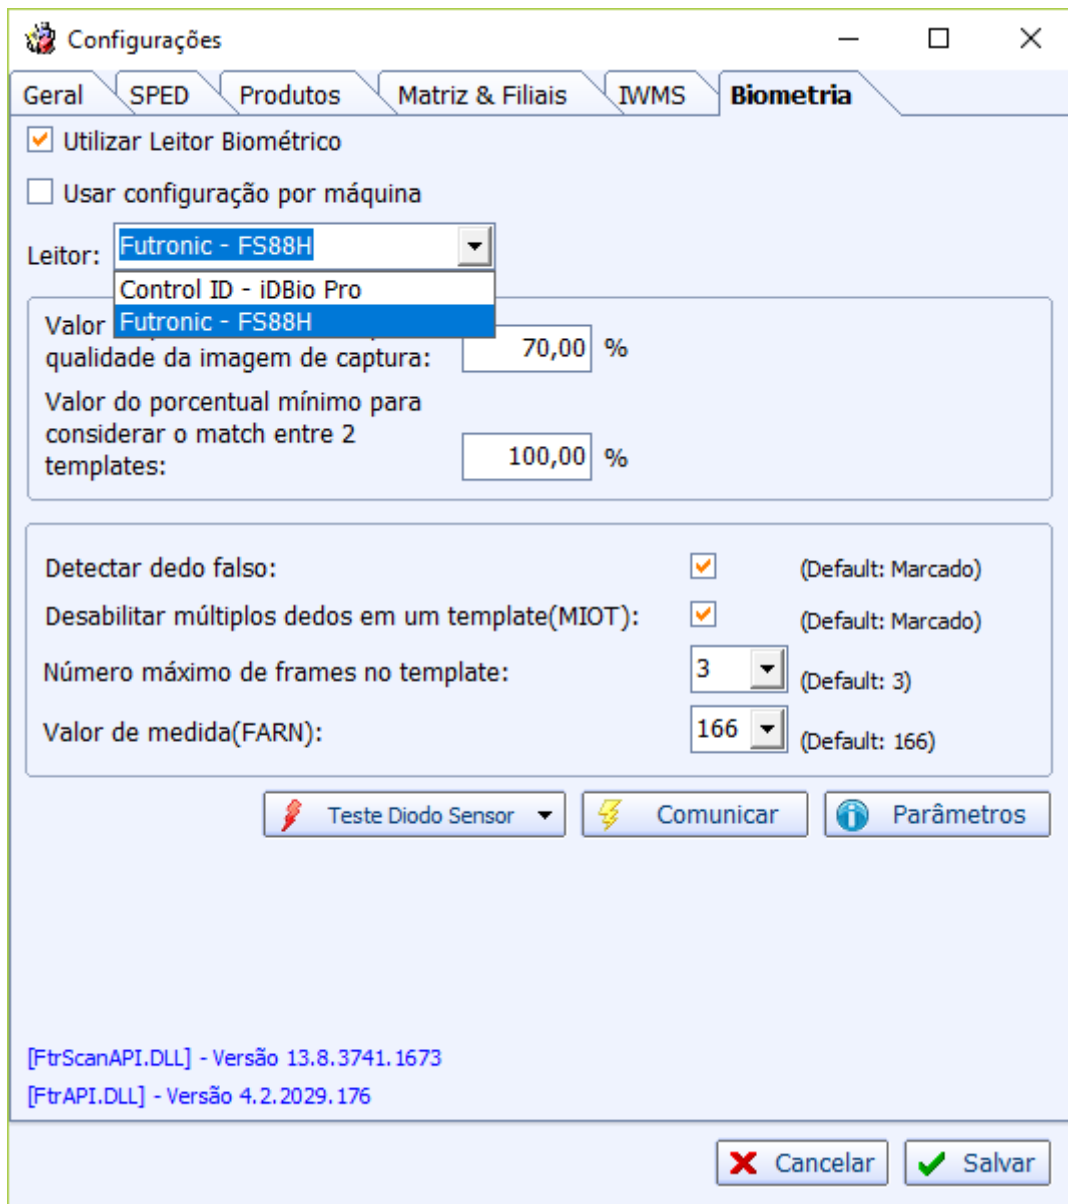 Configurações
Geral SPED Produtos Matriz & Filiais IWMS Biometria
Utilizar Leitor Biométrico
Usar configuração por máquina
Leitor: Futronic - FS88H
Control ID - iDBio Pro
Futronic - FS88H
Valor
qualidade da imagem de captura: 70,00 %
Valor do porcentual mínimo para
considerar o match entre 2
templates: 100,00 %
Detectar dedo falso: (Default: Marcado)
Desabilitar múltiplos dedos em um template(MIOT): (Default: Marcado)
Número máximo de frames no template: 3 (Default: 3)
Valor de medida(FARN): 166 (Default: 166)
Teste Diodo Sensor Comunicar Parâmetros
[FtrScanAPI.DLL] - Versão 13.8.3741.1673
[FtrAPI.DLL] - Versão 4.2.2029.176
Cancelar Salvar